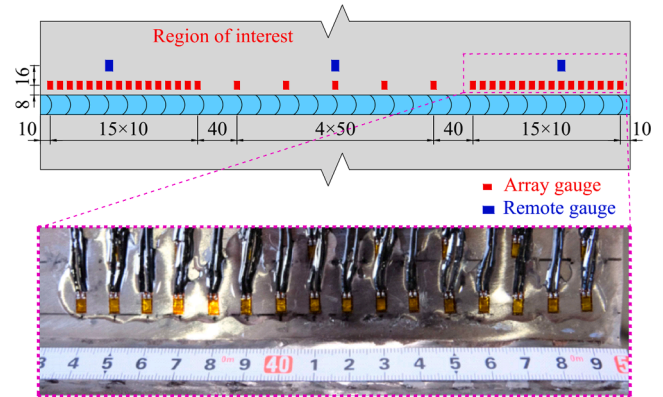 Region of interest
16
8
10 15×10 40 4×50 40 15×10 10
Array gauge
Remote gauge
3 4 5 6 7 8 9 40 1 2 3 4 5 6 7 8 9 5